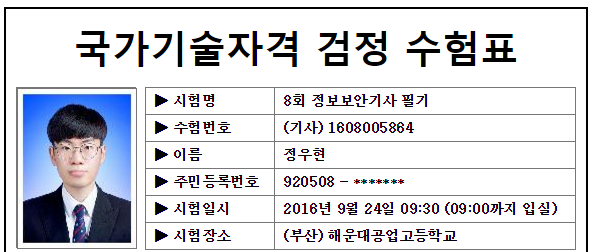 국가기술자격 검정 수험표
▶ 시험명 8회 정보보안기사 필기
▶ 수험번호 (기사) 1608005864
▶ 이름 정우현
▶ 주민등록번호 920508 - *******
▶ 시험일시 2016년 9월 24일 09:30 (09:00까지 입실)
▶ 시험장소 (부산) 해운대공업고등학교